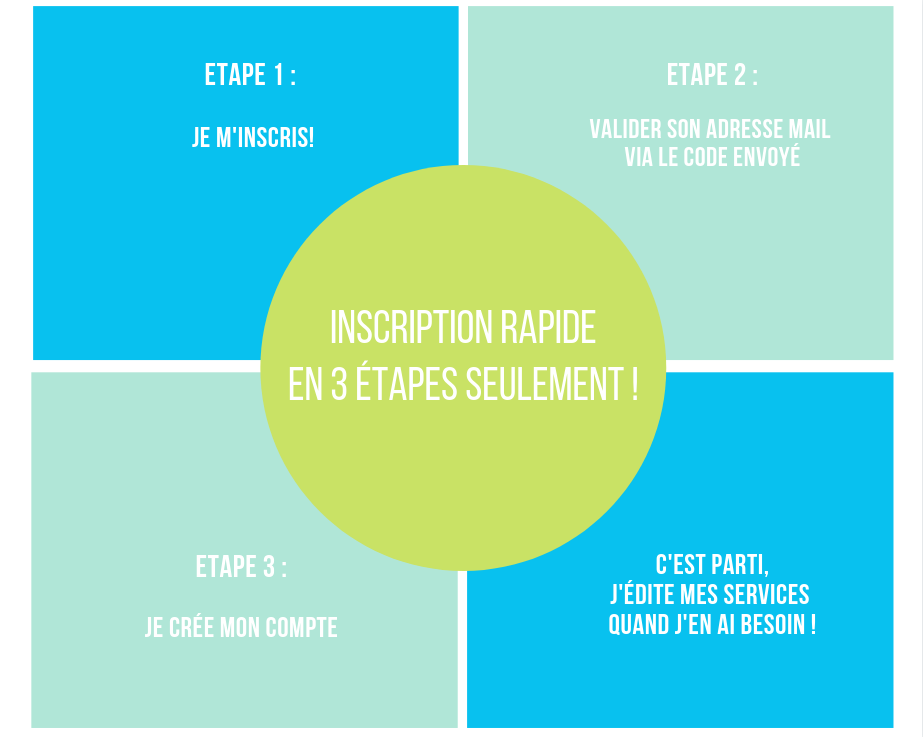 ETAPE 1 :
JE M'INSCRIS!
ETAPE 2 :
VALIDER SON ADRESSE MAIL
VIA LE CODE ENVOYÉ
INSCRIPTION RAPIDE
EN 3 ÉTAPES SEULEMENT !
ETAPE 3 :
JE CRÉE MON COMPTE
C'EST PARTI,
J'ÉDITE MES SERVICES
QUAND J'EN AI BESOIN !